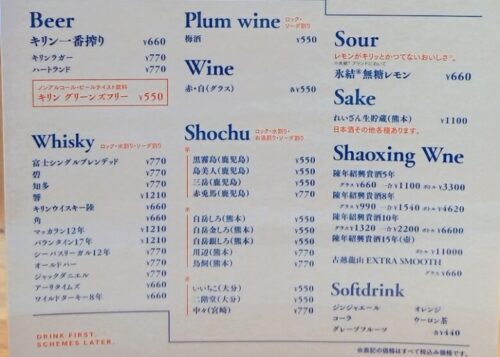 Beer
キリン一番搾り ¥660
キリンラガー ¥770
ハートランド ¥770
ノンアルコール・ビールテイスト飲料
キリン グリーンズフリー ¥550
Whisky ロック・水割り・ソーダ割り
富士シングルブレンデッド ¥770
碧 ¥770
知多 ¥770
響 ¥1210
キリンウイスキー陸 ¥660
角 ¥660
マッカラン12年 ¥1210
バランタイン17年 ¥1210
シーバスリーガル12年 ¥660
オールドパー ¥770
ジャックダニエル ¥770
アーリタイムズ ¥660
ワイルドターキー8年 ¥660
DRINK FIRST.
SCHEMES LATER.
Plum wine ロック・ソーダ割り
梅酒 ¥550
Wine
赤・白(グラス) 各¥550
Shochu ロック・水割り・お湯割り・ソーダ割り
芋
黒霧島(鹿児島) ¥550
島美人(鹿児島) ¥550
三岳(鹿児島) ¥550
赤兎馬(鹿児島) ¥770
米
白岳しろ(熊本) ¥550
白岳金しろ(熊本) ¥550
白岳銀しろ(熊本) ¥550
川辺(熊本) ¥770
鳥飼(熊本) ¥770
麦
いいちこ(大分) ¥550
二階堂(大分) ¥550
中々(宮崎) ¥770
Sour
レモンがキリッとかつてないおいしさ※。
※氷結®ブランドにおいて
氷結®無糖レモン ¥660
Sake
れいざん生貯蔵(熊本) ¥1100
日本酒その他各種あります。
Shaoxing Wne
陳年紹興貴酒5年
グラス¥660 一合¥1100 ボトル¥3300
陳年紹興貴酒8年
グラス¥990 一合¥1540 ボトル¥4620
陳年紹興貴酒10年
グラス¥1320 一合¥2200 ボトル¥6600
陳年紹興貴酒15年(壺)
ボトル¥11000
古越龍山 EXTRA SMOOTH
グラス¥660
Softdrink
ジンジャエール オレンジ
コーラ ウーロン茶
グレープフルーツ 各¥440
※表記の価格はすべて税込み価格です。